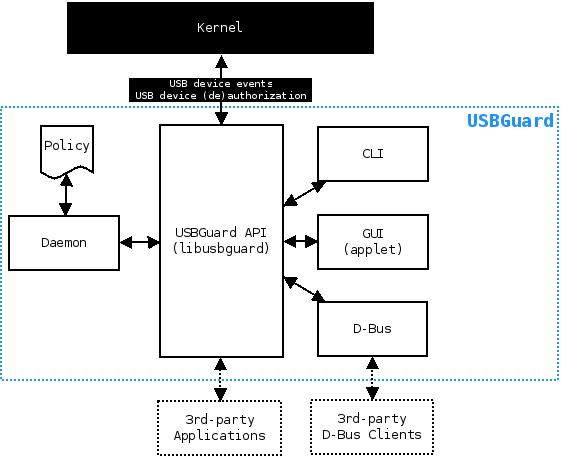 Kernel
USB device events
USB device (de)authorization
USBGuard
Policy
CLI
Daemon
USBGuard API
(libusbguard)
GUI
(applet)
D-Bus
3rd-party
Applications
3rd-party
D-Bus Clients